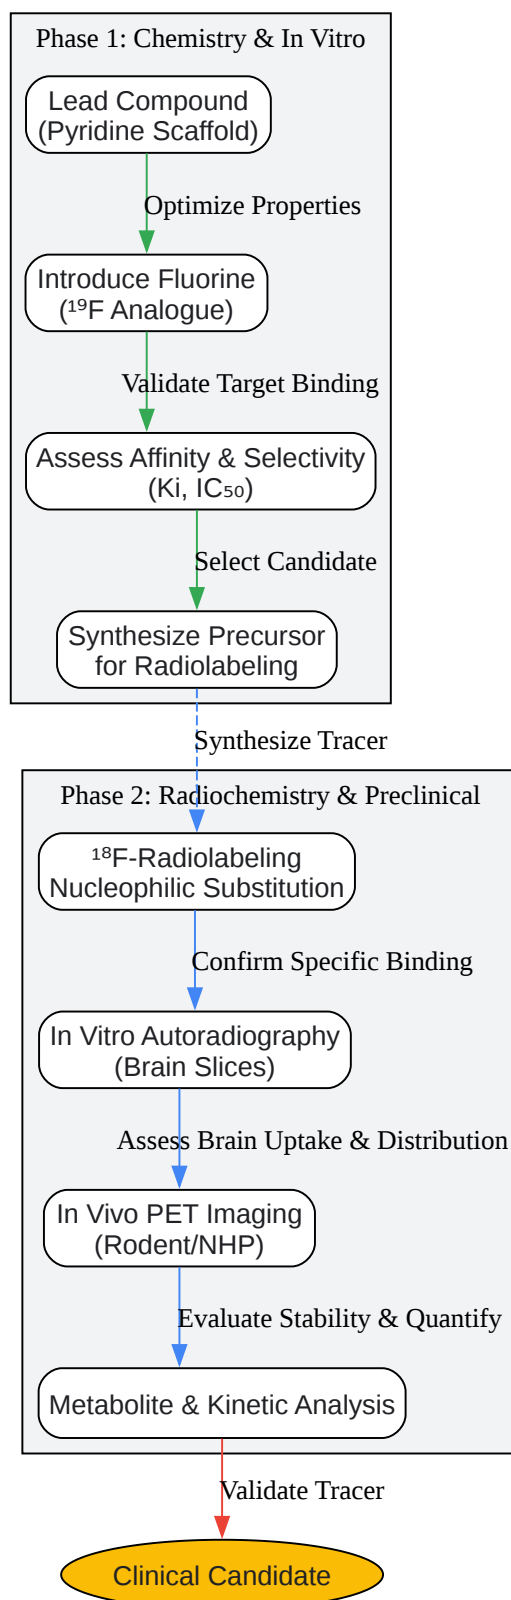 Phase 1: Chemistry & In Vitro
Lead Compound
(Pyridine Scaffold)
Optimize Properties
Introduce Fluorine
(¹⁹F Analogue)
Validate Target Binding
Assess Affinity & Selectivity
(Ki, IC₅₀)
Select Candidate
Synthesize Precursor
for Radiolabeling
Synthesize Tracer
Phase 2: Radiochemistry & Preclinical
¹⁸F-Radiolabeling
Nucleophilic Substitution
Confirm Specific Binding
In Vitro Autoradiography
(Brain Slices)
Assess Brain Uptake & Distribution
In Vivo PET Imaging
(Rodent/NHP)
Evaluate Stability & Quantify
Metabolite & Kinetic Analysis
Validate Tracer
Clinical Candidate